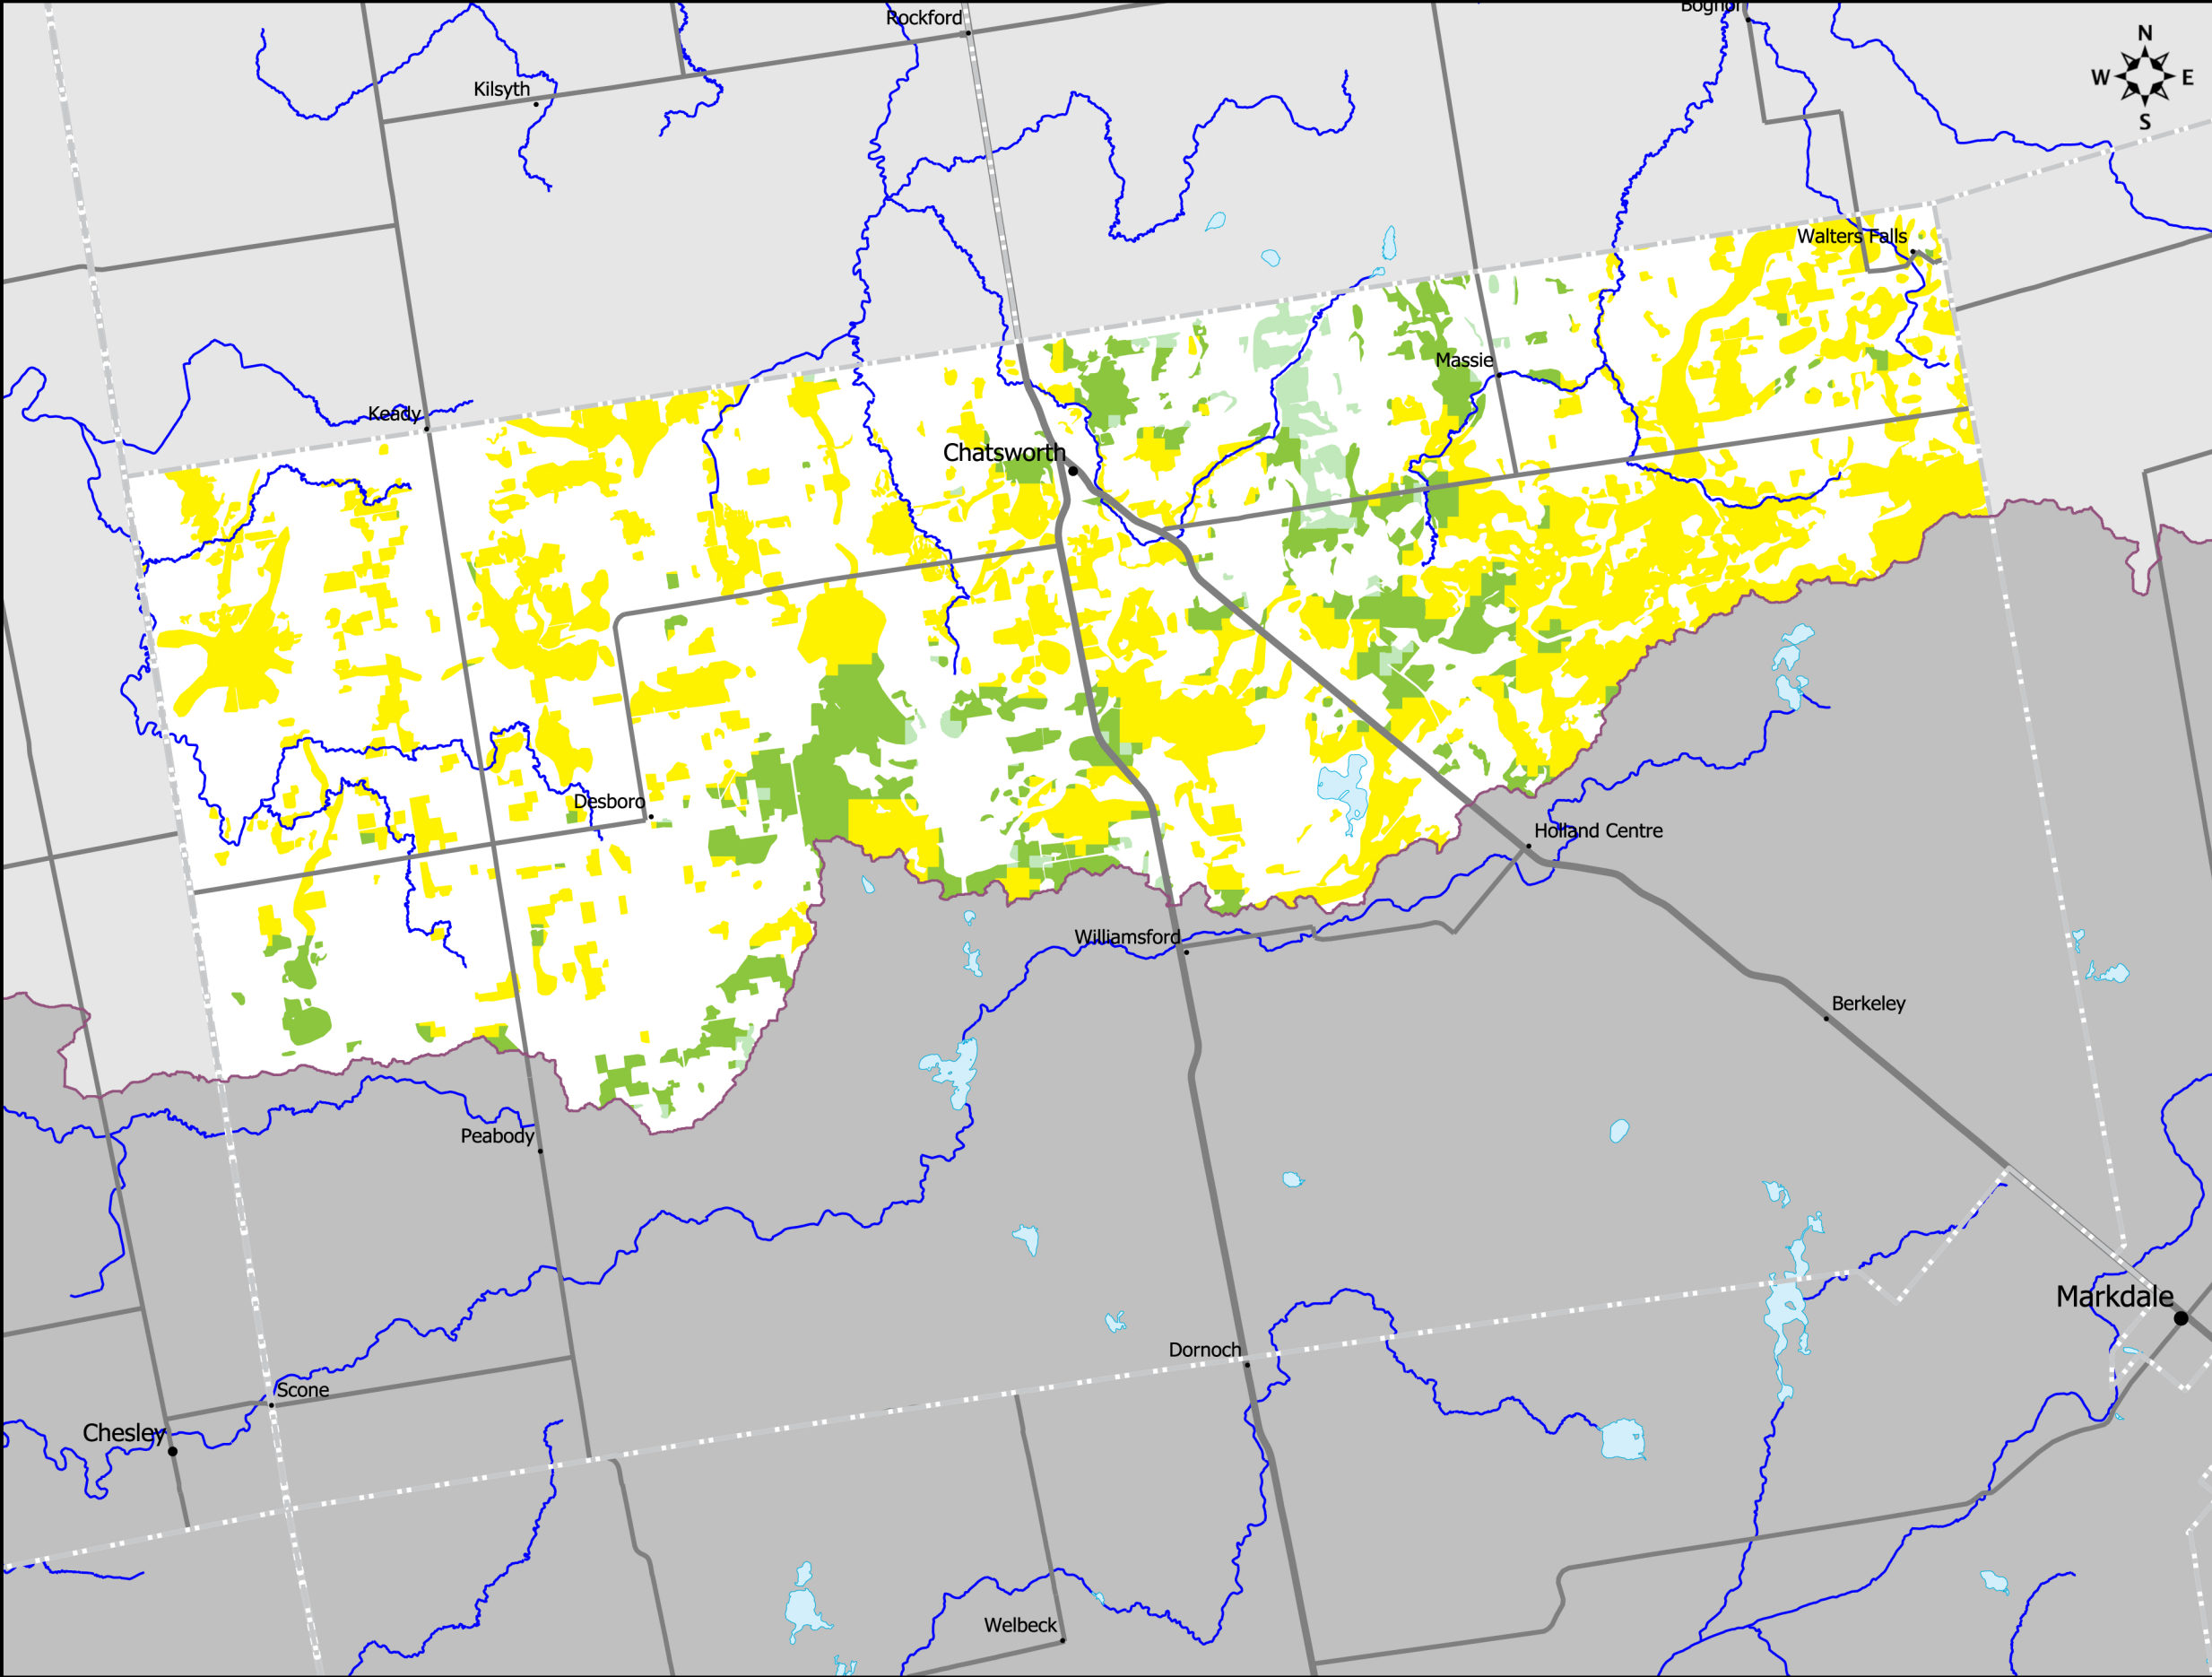 Rockford
N
W E
S
Kilsyth
Walters Falls
Massie
Keady
Chatsworth
Desboro
Holland Centre
Williamsford
Berkeley
Peabody
Markdale
Dornoch
Scone
Chesley
Welbeck